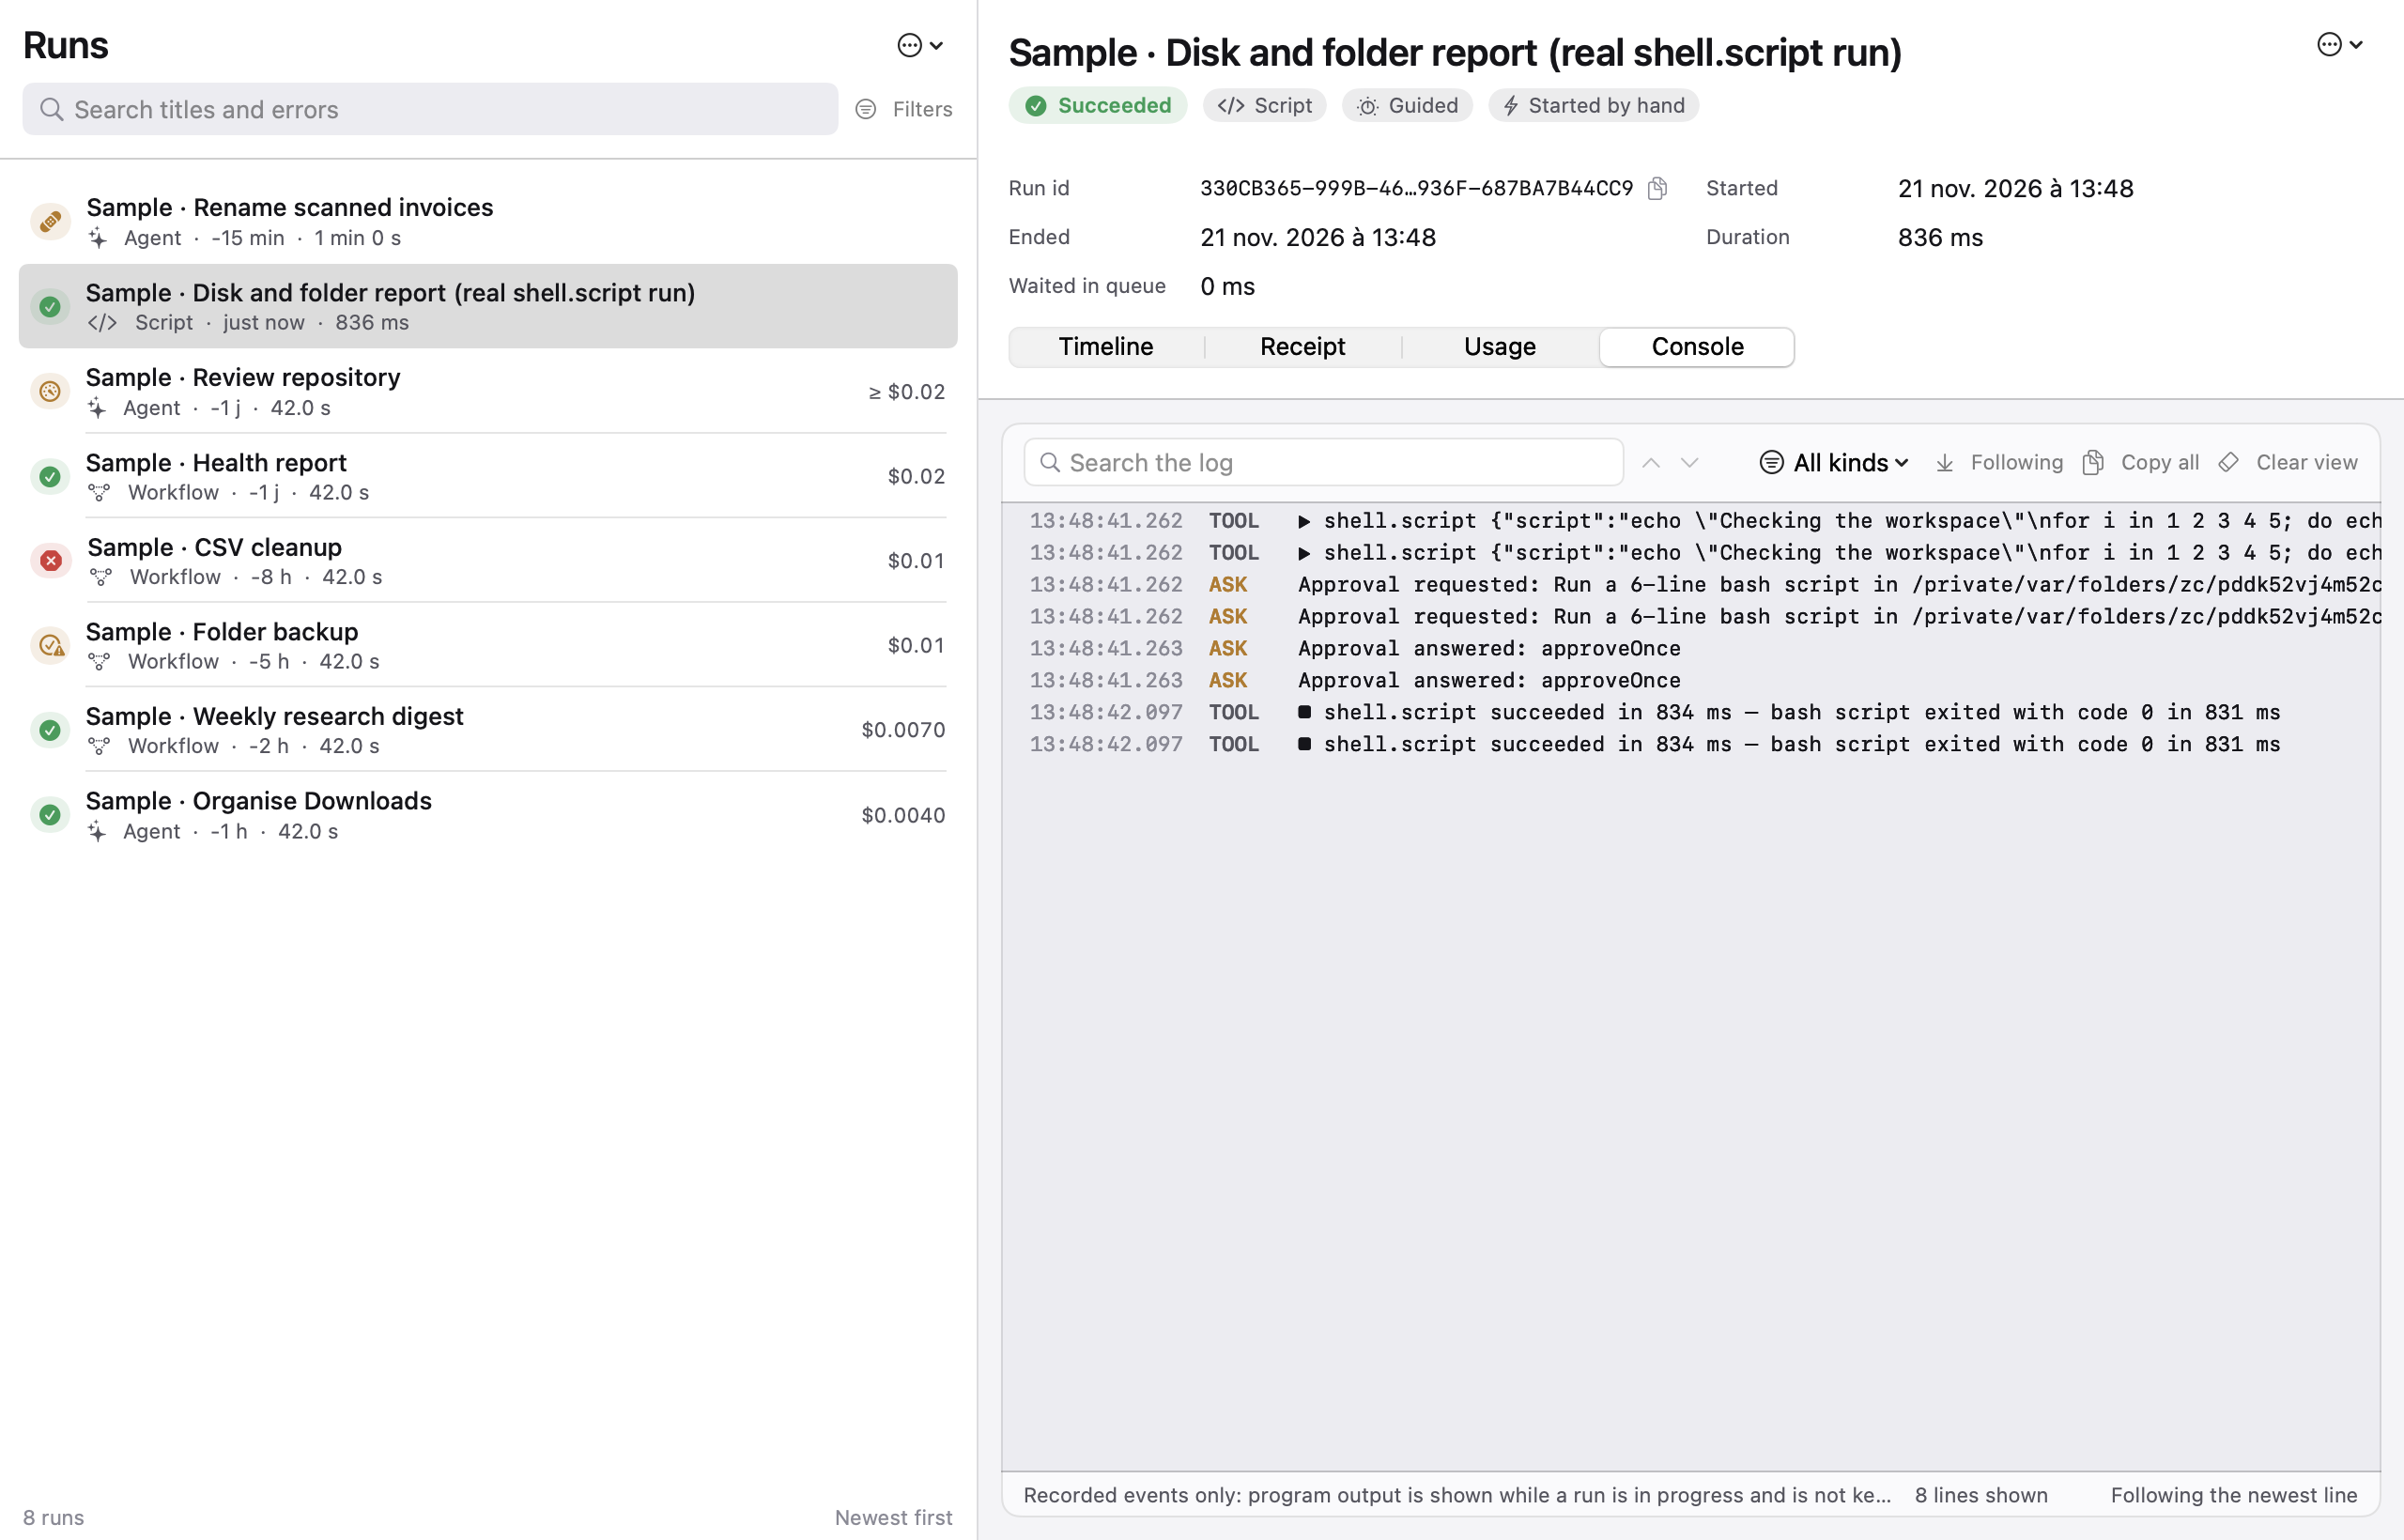 Runs
Search titles and errors
Filters
Sample · Rename scanned invoices
Agent · -15 min · 1 min 0 s
Sample · Disk and folder report (real shell.script run)
</> Script · just now · 836 ms
Sample · Review repository
Agent · -1 j · 42.0 s
≥ $0.02
Sample · Health report
Workflow · -1 j · 42.0 s
$0.02
Sample · CSV cleanup
Workflow · -8 h · 42.0 s
$0.01
Sample · Folder backup
Workflow · -5 h · 42.0 s
$0.01
Sample · Weekly research digest
Workflow · -2 h · 42.0 s
$0.0070
Sample · Organise Downloads
Agent · -1 h · 42.0 s
$0.0040
8 runs
Newest first
Sample · Disk and folder report (real shell.script run)
Succeeded </> Script Guided Started by hand
Run id 330CB365-999B-46…936F-687BA7B44CC9 Started 21 nov. 2026 à 13:48
Ended 21 nov. 2026 à 13:48 Duration 836 ms
Waited in queue 0 ms
Timeline Receipt Usage Console
Search the log All kinds Following Copy all Clear view
13:48:41.262 TOOL ▶ shell.script {"script":"echo \"Checking the workspace\"\nfor i in 1 2 3 4 5; do ech
13:48:41.262 TOOL ▶ shell.script {"script":"echo \"Checking the workspace\"\nfor i in 1 2 3 4 5; do ech
13:48:41.262 ASK Approval requested: Run a 6-line bash script in /private/var/folders/zc/pddk52vj4m52c
13:48:41.262 ASK Approval requested: Run a 6-line bash script in /private/var/folders/zc/pddk52vj4m52c
13:48:41.263 ASK Approval answered: approveOnce
13:48:41.263 ASK Approval answered: approveOnce
13:48:42.097 TOOL ■ shell.script succeeded in 834 ms — bash script exited with code 0 in 831 ms
13:48:42.097 TOOL ■ shell.script succeeded in 834 ms — bash script exited with code 0 in 831 ms
Recorded events only: program output is shown while a run is in progress and is not ke… 8 lines shown Following the newest line